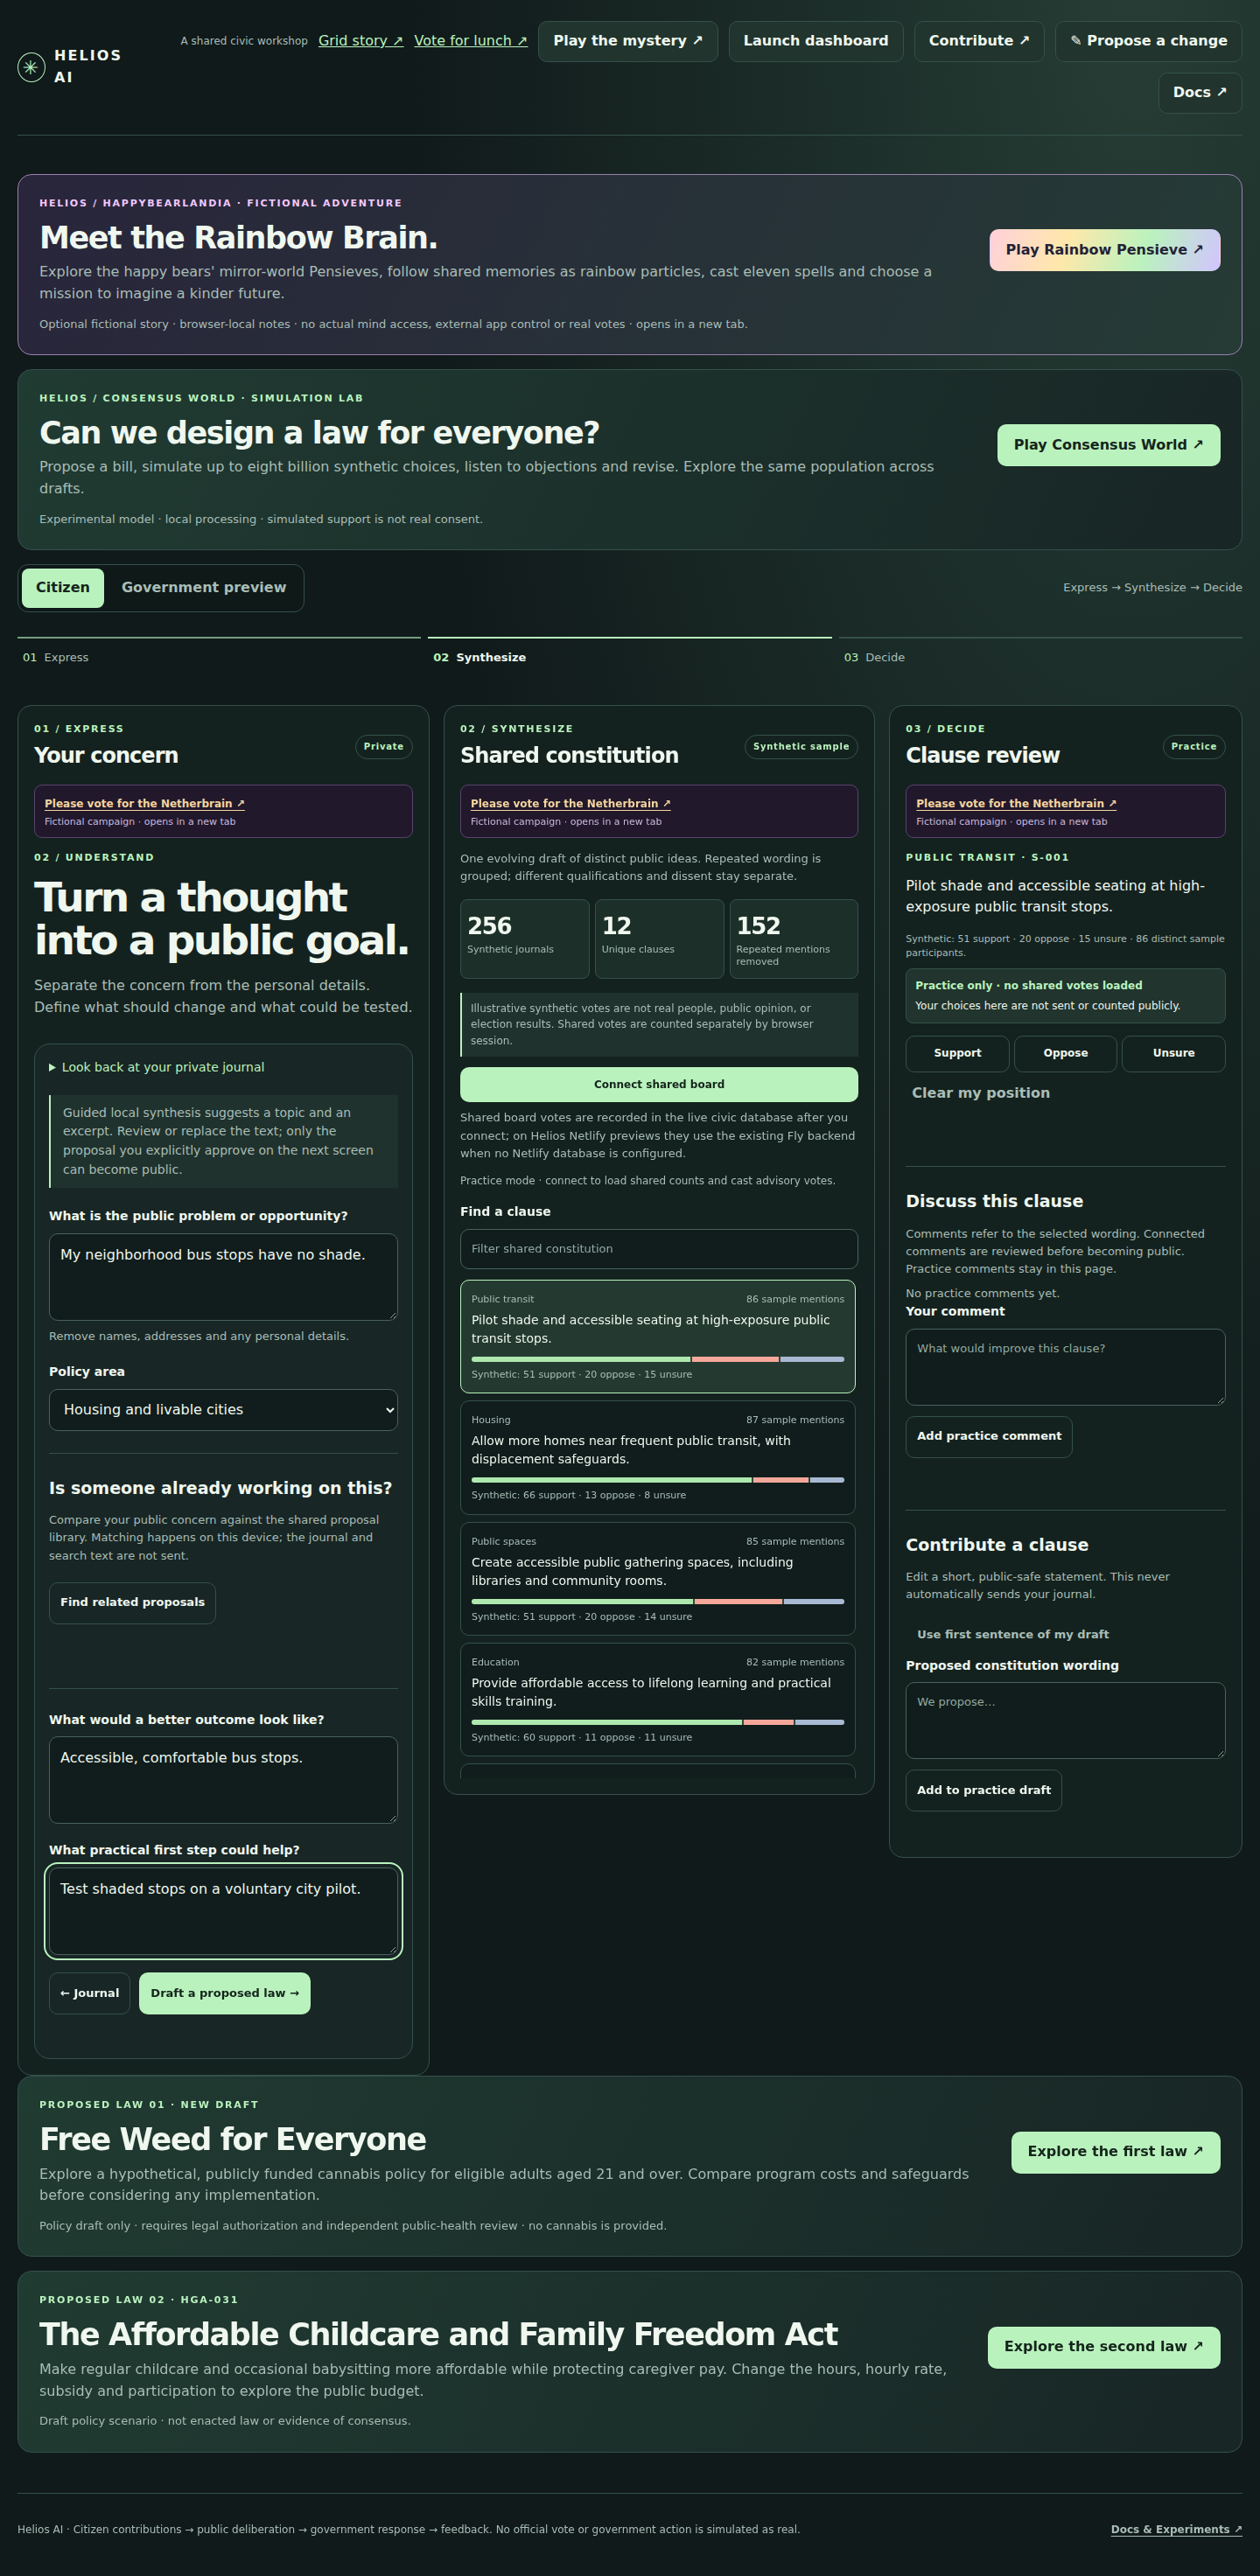 HELIOS
AI
A shared civic workshop
Grid story ↗
Vote for lunch ↗
Play the mystery ↗
Launch dashboard
Contribute ↗
✎ Propose a change
Docs ↗
HELIOS / HAPPYBEARLANDIA · FICTIONAL ADVENTURE
Meet the Rainbow Brain.
Explore the happy bears' mirror-world Pensieves, follow shared memories as rainbow particles, cast eleven spells and choose a
mission to imagine a kinder future.
Optional fictional story · browser-local notes · no actual mind access, external app control or real votes · opens in a new tab.
Play Rainbow Pensieve ↗
HELIOS / CONSENSUS WORLD · SIMULATION LAB
Can we design a law for everyone?
Propose a bill, simulate up to eight billion synthetic choices, listen to objections and revise. Explore the same population across
drafts.
Experimental model · local processing · simulated support is not real consent.
Play Consensus World ↗
Citizen
Government preview
Express → Synthesize → Decide
01 Express
02 Synthesize
03 Decide
01 / EXPRESS
Your concern
Private
Please vote for the Netherbrain ↗
Fictional campaign · opens in a new tab
02 / UNDERSTAND
Turn a thought
into a public goal.
Separate the concern from the personal details.
Define what should change and what could be tested.
▶ Look back at your private journal
Guided local synthesis suggests a topic and an
excerpt. Review or replace the text; only the
proposal you explicitly approve on the next screen
can become public.
What is the public problem or opportunity?
My neighborhood bus stops have no shade.
Remove names, addresses and any personal details.
Policy area
Housing and livable cities
Is someone already working on this?
Compare your public concern against the shared proposal
library. Matching happens on this device; the journal and
search text are not sent.
Find related proposals
What would a better outcome look like?
Accessible, comfortable bus stops.
What practical first step could help?
Test shaded stops on a voluntary city pilot.
← Journal
Draft a proposed law →
02 / SYNTHESIZE
Shared constitution
Synthetic sample
Please vote for the Netherbrain ↗
Fictional campaign · opens in a new tab
One evolving draft of distinct public ideas. Repeated wording is
grouped; different qualifications and dissent stay separate.
256
Synthetic journals
12
Unique clauses
152
Repeated mentions
removed
Illustrative synthetic votes are not real people, public opinion, or
election results. Shared votes are counted separately by browser
session.
Connect shared board
Shared board votes are recorded in the live civic database after you
connect; on Helios Netlify previews they use the existing Fly backend
when no Netlify database is configured.
Practice mode · connect to load shared counts and cast advisory votes.
Find a clause
Filter shared constitution
Public transit
86 sample mentions
Pilot shade and accessible seating at high-exposure public
transit stops.
Synthetic: 51 support · 20 oppose · 15 unsure
Housing
87 sample mentions
Allow more homes near frequent public transit, with
displacement safeguards.
Synthetic: 66 support · 13 oppose · 8 unsure
Public spaces
85 sample mentions
Create accessible public gathering spaces, including
libraries and community rooms.
Synthetic: 51 support · 20 oppose · 14 unsure
Education
82 sample mentions
Provide affordable access to lifelong learning and practical
skills training.
Synthetic: 60 support · 11 oppose · 11 unsure
03 / DECIDE
Clause review
Practice
Please vote for the Netherbrain ↗
Fictional campaign · opens in a new tab
PUBLIC TRANSIT · S-001
Pilot shade and accessible seating at high-
exposure public transit stops.
Synthetic: 51 support · 20 oppose · 15 unsure · 86 distinct sample
participants.
Practice only · no shared votes loaded
Your choices here are not sent or counted publicly.
Support
Oppose
Unsure
Clear my position
Discuss this clause
Comments refer to the selected wording. Connected
comments are reviewed before becoming public.
Practice comments stay in this page.
No practice comments yet.
Your comment
What would improve this clause?
Add practice comment
Contribute a clause
Edit a short, public-safe statement. This never
automatically sends your journal.
Use first sentence of my draft
Proposed constitution wording
We propose...
Add to practice draft
PROPOSED LAW 01 · NEW DRAFT
Free Weed for Everyone
Explore a hypothetical, publicly funded cannabis policy for eligible adults aged 21 and over. Compare program costs and safeguards
before considering any implementation.
Policy draft only · requires legal authorization and independent public-health review · no cannabis is provided.
Explore the first law ↗
PROPOSED LAW 02 · HGA-031
The Affordable Childcare and Family Freedom Act
Make regular childcare and occasional babysitting more affordable while protecting caregiver pay. Change the hours, hourly rate,
subsidy and participation to explore the public budget.
Draft policy scenario · not enacted law or evidence of consensus.
Explore the second law ↗
Helios AI · Citizen contributions → public deliberation → government response → feedback. No official vote or government action is simulated as real.
Docs & Experiments ↗